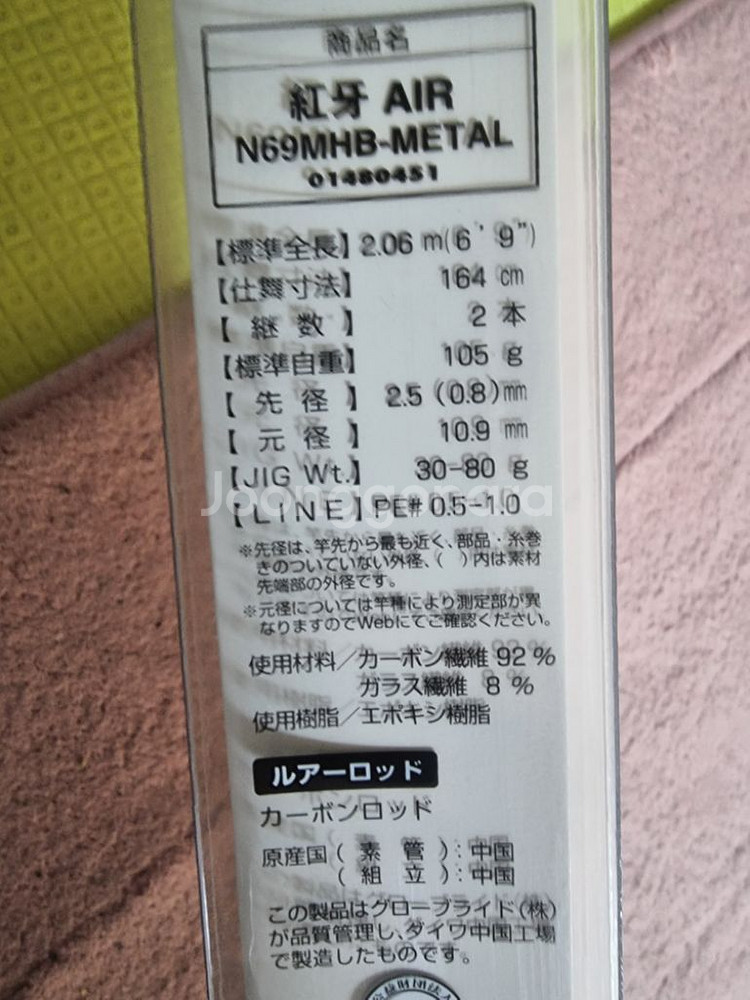 商品名
紅牙 AIR
N69MHB-METAL
01480451
【標準全長】2.06 m(6'9")
【仕舞寸法】 164 cm
【継数】 2 本
【標準自重】 105 g
【先径】 2.5 (0.8)mm
【元径】 10.9 mm
【JIG Wt.】 30-80 g
【LINE】PE# 0.5-1.0
Joonggonara
※先径は、竿先から最も近く、部品・糸巻
きのついていない外径、( )内は素材
先端部の外径です。
※元径については竿種により測定部が異
なりますのでWebにてご確認ください。
使用材料/カーボン繊維 92 %
ガラス繊維 8 %
使用樹脂/エポキシ樹脂
ルアーロッド
カーボンロッド
原産国(素管):中国
(組立):中国
この製品はグローブライド(株)
が品質管理し、ダイワ中国工場
で製造したものです。